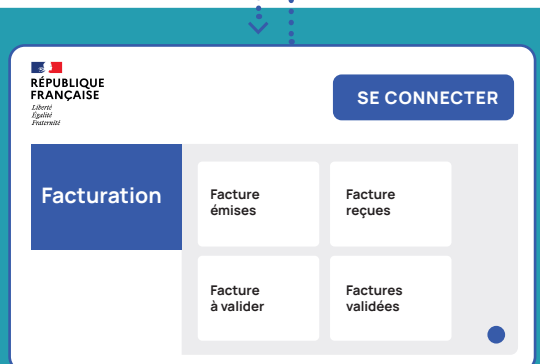 RÉPUBLIQUE
FRANÇAISE
Liberté
Égalité
Fraternité
SE CONNECTER
Facturation
Facture
émises
Facture
reçues
Facture
à valider
Factures
validées